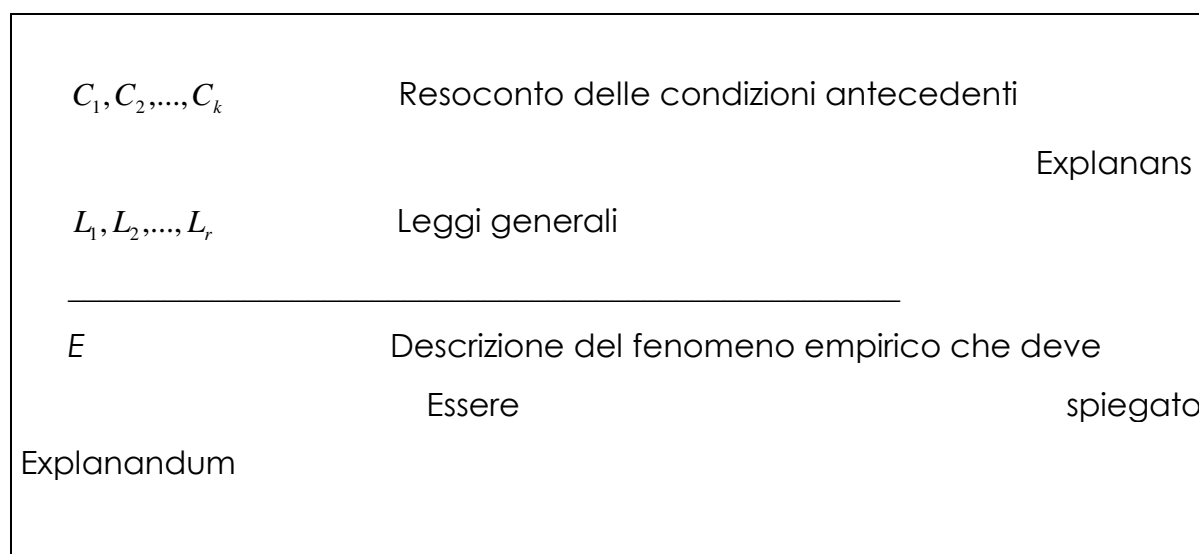 C₁, C₂,..., Cₖ Resoconto delle condizioni antecedenti
Explanans
L₁, L₂,..., Lᵣ Leggi generali
E Descrizione del fenomeno empirico che deve
Essere spiegato
Explanandum